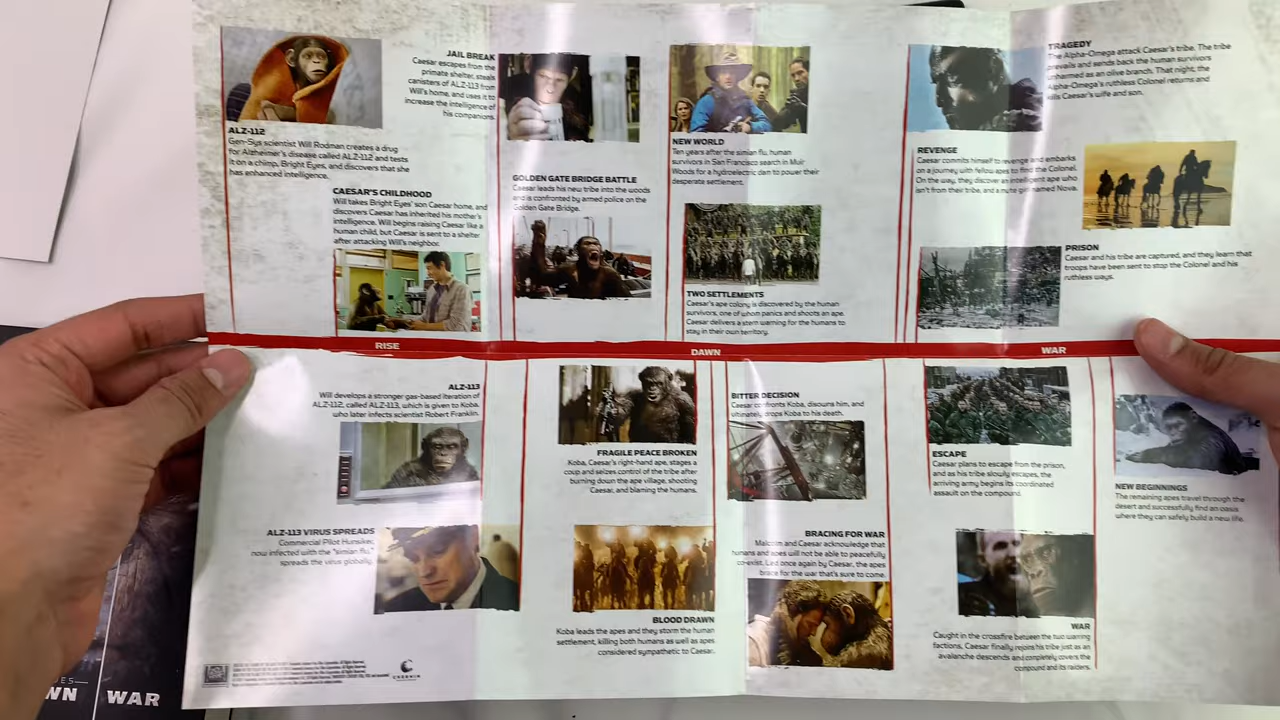 ALZ-112
Gen-Sys scientist Will Rodman creates a drug
for Alzheimer's disease called ALZ-112 and tests
it on a chimp, Bright Eyes, and discovers that she
has enhanced intelligence.
JAIL BREAK
Caesar escapes from the
primate shelter, steals
canisters of ALZ-113 from
Will's home, and uses it to
increase the intelligence of
his companions.
CAESAR'S CHILDHOOD
Will takes Bright Eyes' son Caesar home, and
discovers Caesar has inherited his mother's
intelligence. Will begins raising Caesar like a
human child, but Caesar is sent to a shelter
after attacking Will's neighbor.
GOLDEN GATE BRIDGE BATTLE
Caesar leads his new tribe into the woods
and is confronted by armed police on the
Golden Gate Bridge.
NEW WORLD
Ten years after the simian flu, human
survivors in San Francisco search in Muir
Woods for a hydroelectric dam to power their
desperate settlement.
TWO SETTLEMENTS
Caesar's ape colony is discovered by the human
survivors, one of whom panics and shoots an ape.
Caesar delivers a stern warning for the humans to
stay in their own territory.
TRAGEDY
The Alpha-Omega attack Caesar's tribe. The tribe
prevails and sends back the human survivors
unharmed as an olive branch. That night, the
Alpha-Omega's ruthless Colonel returns and
kills Caesar's wife and son.
REVENGE
Caesar commits himself to revenge and embarks
on a journey with fellow apes to find the Colonel.
On the way, they discover an intelligent ape who
isn't from their tribe, and a mute girl named Nova.
PRISON
Caesar and his tribe are captured, and they learn that
troops have been sent to stop the Colonel and his
ruthless ways.
RISE
DAWN
WAR
ALZ-113
Will develops a stronger gas-based iteration of
ALZ-112, called ALZ-113, which is given to Koba,
who later infects scientist Robert Franklin.
ALZ-113 VIRUS SPREADS
Commercial Pilot Hunsiker,
now infected with the "simian flu,"
spreads the virus globally.
FRAGILE PEACE BROKEN
Koba, Caesar's right-hand ape, stages a
coup and seizes control of the tribe after
burning down the ape village, shooting
Caesar, and blaming the humans.
BLOOD DRAWN
Koba leads the apes and they storm the human
settlement, killing both humans as well as apes
considered sympathetic to Caesar.
BITTER DECISION
Caesar confronts Koba, disowns him, and
ultimately drops Koba to his death.
BRACING FOR WAR
Malcolm and Caesar acknowledge that
humans and apes will not be able to peacefully
co-exist. Led once again by Caesar, the apes
brace for the war that's sure to come.
ESCAPE
Caesar plans to escape from the prison,
and as his tribe slowly escapes, the
arriving army begins its coordinated
assault on the compound.
WAR
Caught in the crossfire between the two warring
factions, Caesar finally rejoins his tribe just as an
avalanche descends and completely covers the
compound and its raiders.
NEW BEGINNINGS
The remaining apes travel through the
desert and successfully find an oasis
where they can safely build a new life.
CHERNIN
WN
WAR